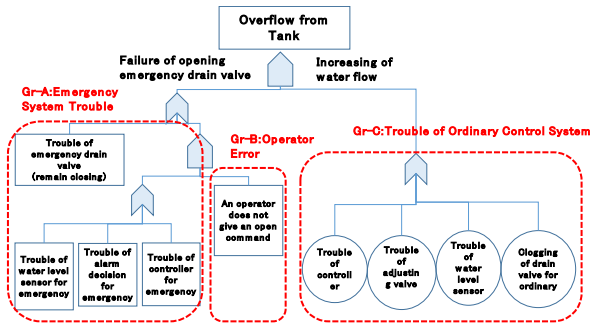 Overflow from
Tank
Failure of opening
emergency drain valve
Increasing of
water flow
Gr-A:Emergency
System Trouble
Gr-B:Operator
Error
Gr-C:Trouble of Ordinary Control System
Trouble of
emergency drain
valve
(remain closing)
An operator
does not
give an open
command
Trouble of
water level
sensor for
emergency
Trouble of
alarm
decision for
emergency
Trouble of
controller for
emergency
Trouble
of
controll
er
Trouble
of
adjustin
g valve
Trouble
of
water
level
sensor
Clogging
of drain
valve for
ordinary